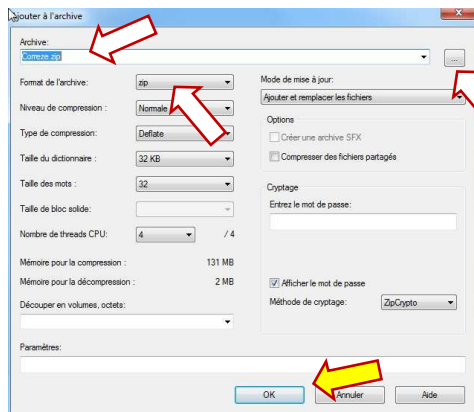 Ajouter à l'archive
Archive:
Correze.zip
...
Format de l'archive:
zip
Niveau de compression :
Normale
Type de compression:
Deflate
Taille du dictionnaire :
32 KB
Taille des mots :
32
Taille de bloc solide:
Nombre de threads CPU:
4
/ 4
Mémoire pour la compression :
131 MB
Mémoire pour la décompression :
2 MB
Découper en volumes, octets:
Mode de mise à jour:
Ajouter et remplacer les fichiers
Options
Créer une archive SFX
Compresser des fichiers partagés
Cryptage
Entrez le mot de passe:
Afficher le mot de passe
Méthode de cryptage:
ZipCrypto
Paramètres:
OK
Annuler
Aide